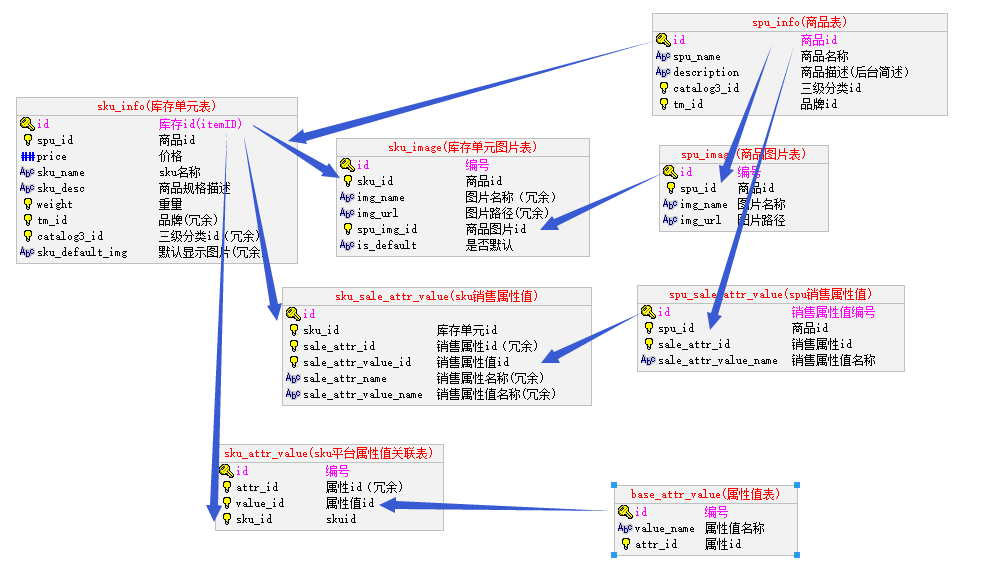 spu_info(商品表)
id 商品id
spu_name 商品名称
description 商品描述(后台简述)
catalog3_id 三级分类id
tm_id 品牌id
sku_info(库存单元表)
id 库存id(itemID)
spu_id 商品id
price 价格
sku_name sku名称
sku_desc 商品规格描述
weight 重量
tm_id 品牌(冗余)
catalog3_id 三级分类id(冗余)
sku_default_img 默认显示图片(冗余)
sku_image(库存单元图片表)
id 编号
sku_id 商品id
img_name 图片名称(冗余)
img_url 图片路径(冗余)
spu_img_id 商品图片id
is_default 是否默认
spu_image(商品图片表)
id 编号
spu_id 商品id
img_name 图片名称
img_url 图片路径
sku_sale_attr_value(sku销售属性值)
id
sku_id 库存单元id
sale_attr_id 销售属性id(冗余)
sale_attr_value_id 销售属性值id
sale_attr_name 销售属性名称(冗余)
sale_attr_value_name 销售属性值名称(冗余)
spu_sale_attr_value(spu销售属性值)
id 销售属性值编号
spu_id 商品id
sale_attr_id 销售属性id
sale_attr_value_name 销售属性值名称
sku_attr_value(sku平台属性值关联表)
id 编号
attr_id 属性id(冗余)
value_id 属性值id
sku_id skuid
base_attr_value(属性值表)
id 编号
value_name 属性值名称
attr_id 属性id